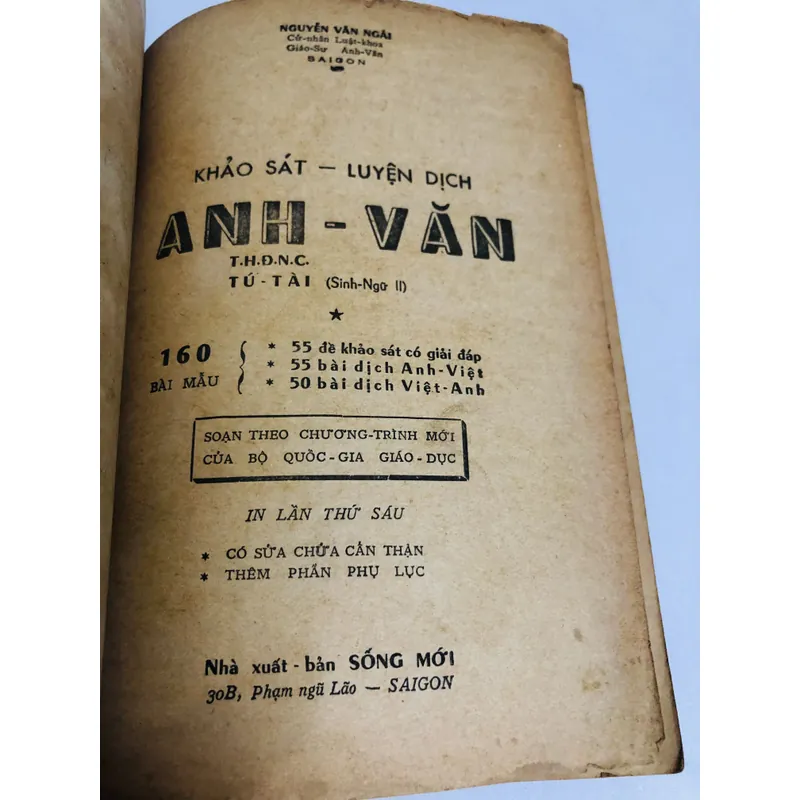 NGUYỄN VĂN NGÃI
Cử-nhân Luật-khoa
Giáo-Sư Anh-Văn
SAIGON
KHẢO SÁT — LUYỆN DỊCH
ANH-VĂN
T.H.Đ.N.C.
TÚ-TÀI (Sinh-Ngữ II)
★
160
BÀI MẪU
* 55 đề khảo sát có giải đáp
* 55 bài dịch Anh-Việt
* 50 bài dịch Việt-Anh
SOẠN THEO CHƯƠNG-TRÌNH MỚI
CỦA BỘ QUỐC-GIA GIÁO-DỤC
IN LẦN THỨ SÁU
* CÓ SỬA CHỮA CẨN THẬN
* THÊM PHẦN PHỤ LỤC
Nhà xuất-bản SỐNG MỚI
30B, Phạm ngũ Lão — SAIGON